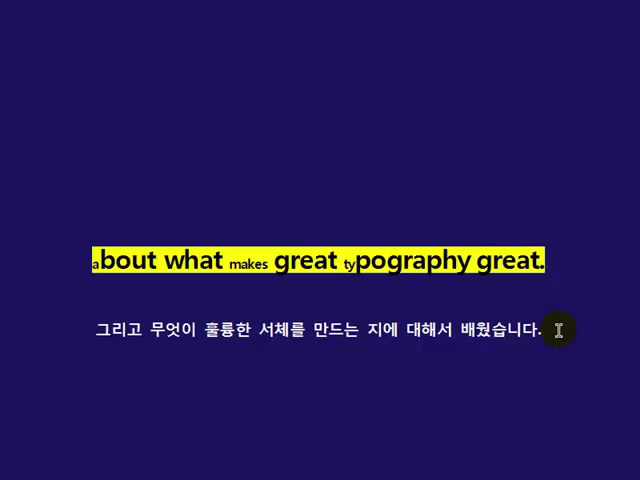 about what makes great typography great.
그리고 무엇이 훌륭한 서체를 만드는 지에 대해서 배웠습니다.